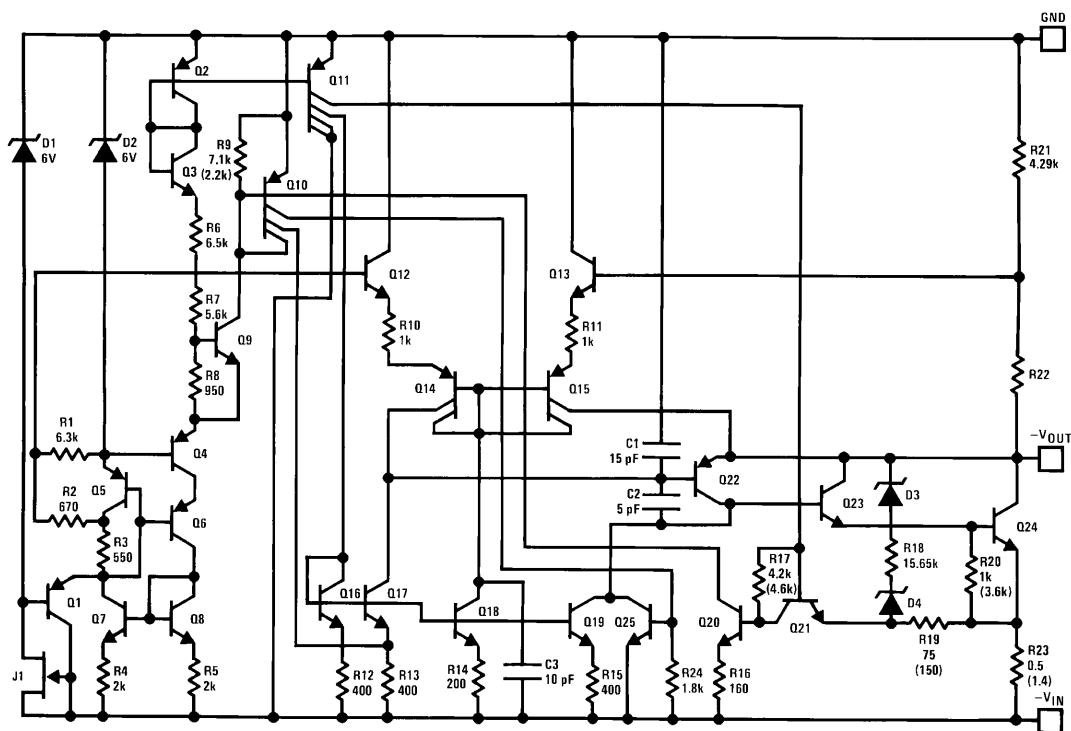 GND
Q2
Q11
D1
6V
D2
6V
R9
7.1k
(2.2k)
R21
4.29k
Q3
Q10
R6
6.5k
Q12
Q13
R7
5.6k
R10
1k
R11
1k
Q9
R8
950
Q14
Q15
R22
R1
6.3k
Q4
C1
15 pF
–VOUT
Q5
Q22
R2
670
Q6
C2
5 pF
Q23
D3
Q24
R3
550
R17
4.2k
(4.6k)
R18
15.65k
R20
1k
(3.6k)
Q1
Q7
Q8
Q16
Q17
Q18
Q19
Q25
Q20
Q21
D4
R19
75
(150)
J1
R4
2k
R5
2k
R12
400
R13
400
R14
200
C3
10 pF
R15
400
R24
1.8k
R16
160
R23
0.5
(1.4)
–VIN